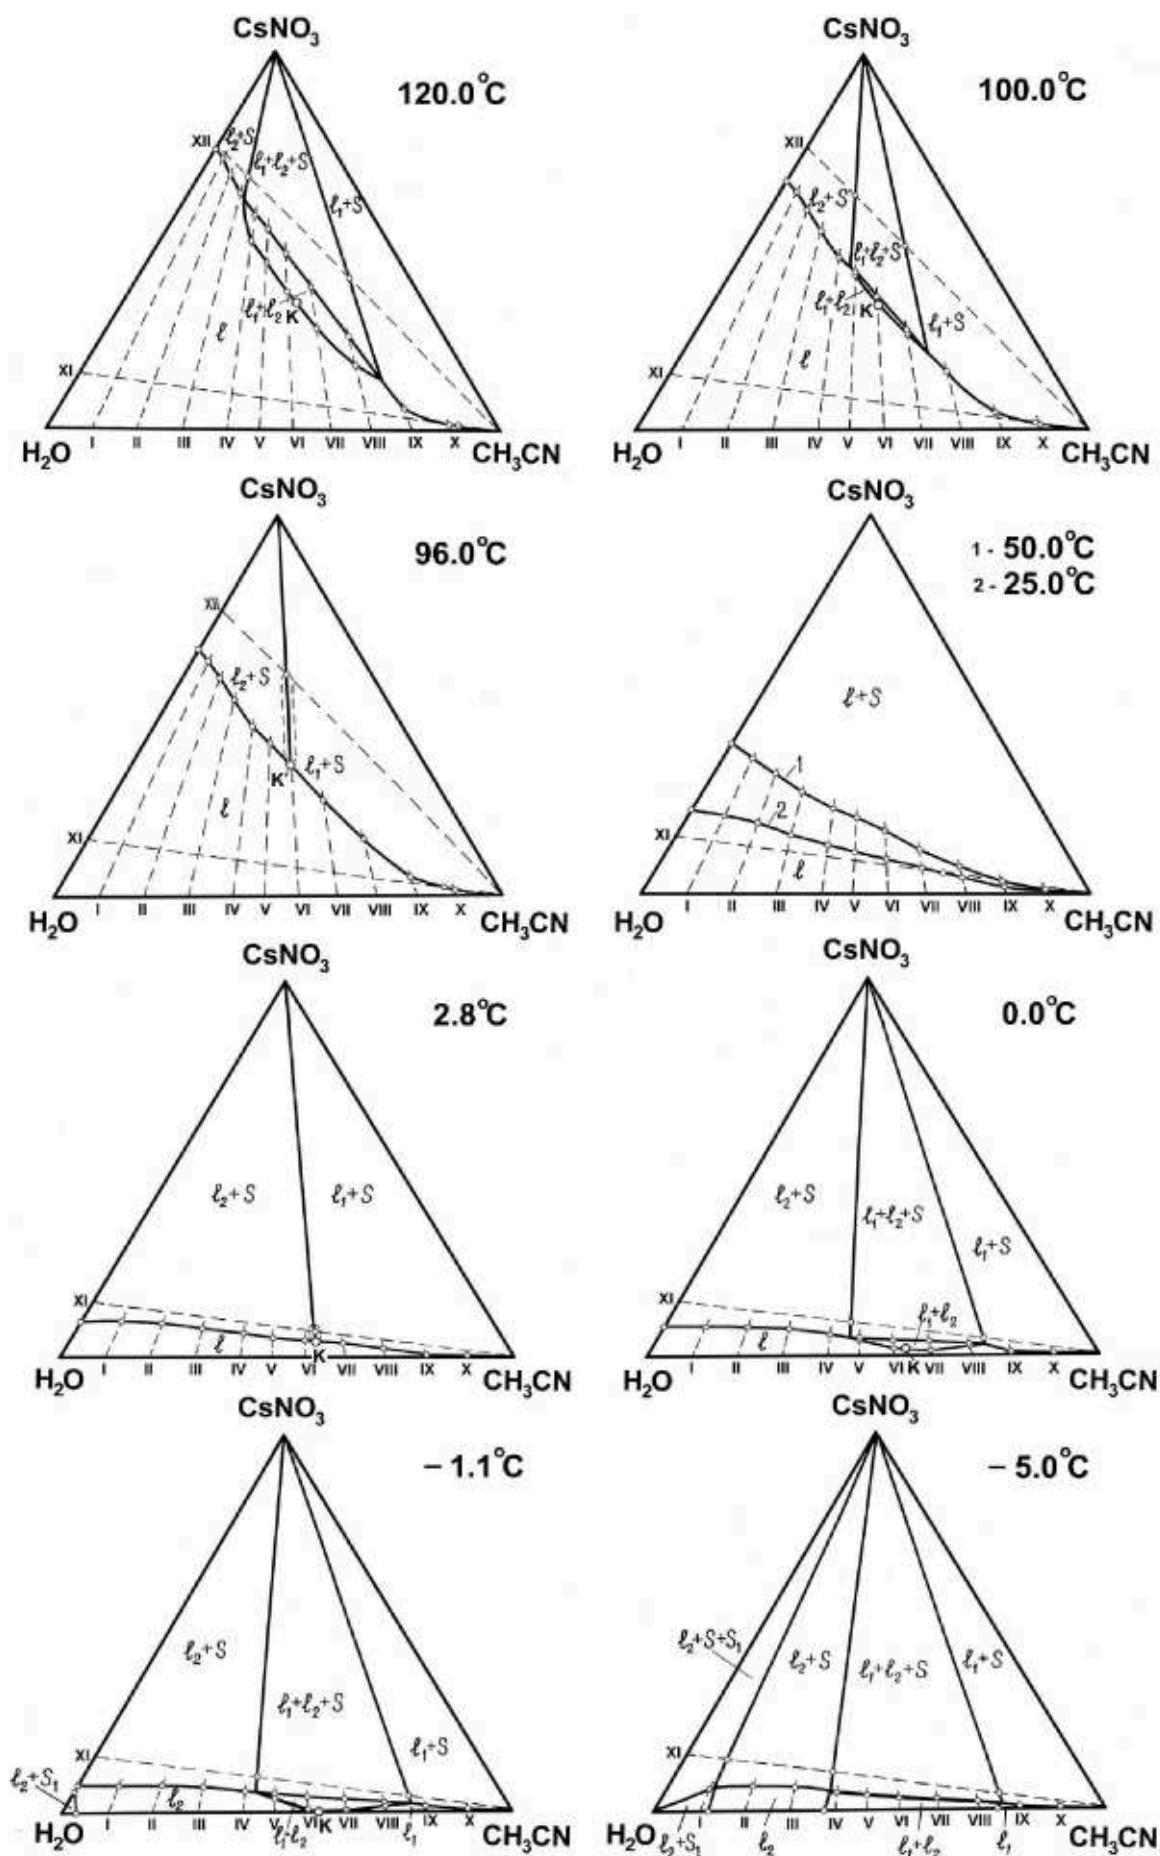 CsNO₃
120.0°C
XII
ℓ₂+S
ℓ₁+ℓ₂+S
ℓ₁+S
ℓ₁+ℓ₂
K
ℓ
XI
I II III IV V VI VII VIII IX X
H₂O
CH₃CN
CsNO₃
100.0°C
XII
ℓ₂+S
ℓ₁+ℓ₂+S
ℓ₁+ℓ₂
K
ℓ₁+S
ℓ
XI
I II III IV V VI VII VIII IX X
H₂O
CH₃CN
CsNO₃
96.0°C
XII
ℓ₂+S
ℓ₁+S
K
ℓ
XI
I II III IV V VI VII VIII IX X
H₂O
CH₃CN
1 - 50.0°C
2 - 25.0°C
CsNO₃
ℓ+S
1
2
XI
ℓ
I II III IV V VI VII VIII IX X
H₂O
CH₃CN
CsNO₃
2.8°C
ℓ₂+S
ℓ₁+S
XI
ℓ
K
I II III IV V VI VII VIII IX X
H₂O
CH₃CN
CsNO₃
0.0°C
ℓ₂+S
ℓ₁+ℓ₂+S
ℓ₁+S
XI
ℓ₁+ℓ₂
ℓ
I II III IV V VI K VII VIII IX X
H₂O
CH₃CN
CsNO₃
– 1.1°C
ℓ₂+S
ℓ₁+ℓ₂+S
ℓ₁+S
XI
ℓ₂+S₁
ℓ₂
I II III IV V VI K VII VIII IX X
ℓ₁+ℓ₂
ℓ₁
H₂O
CH₃CN
CsNO₃
– 5.0°C
ℓ₂+S+S₁
ℓ₂+S
ℓ₁+ℓ₂+S
ℓ₁+S
XI
I II III IV V VI VII VIII IX X
H₂O
ℓ₂+S₁
ℓ₂
ℓ₁+ℓ₂
ℓ₁
CH₃CN